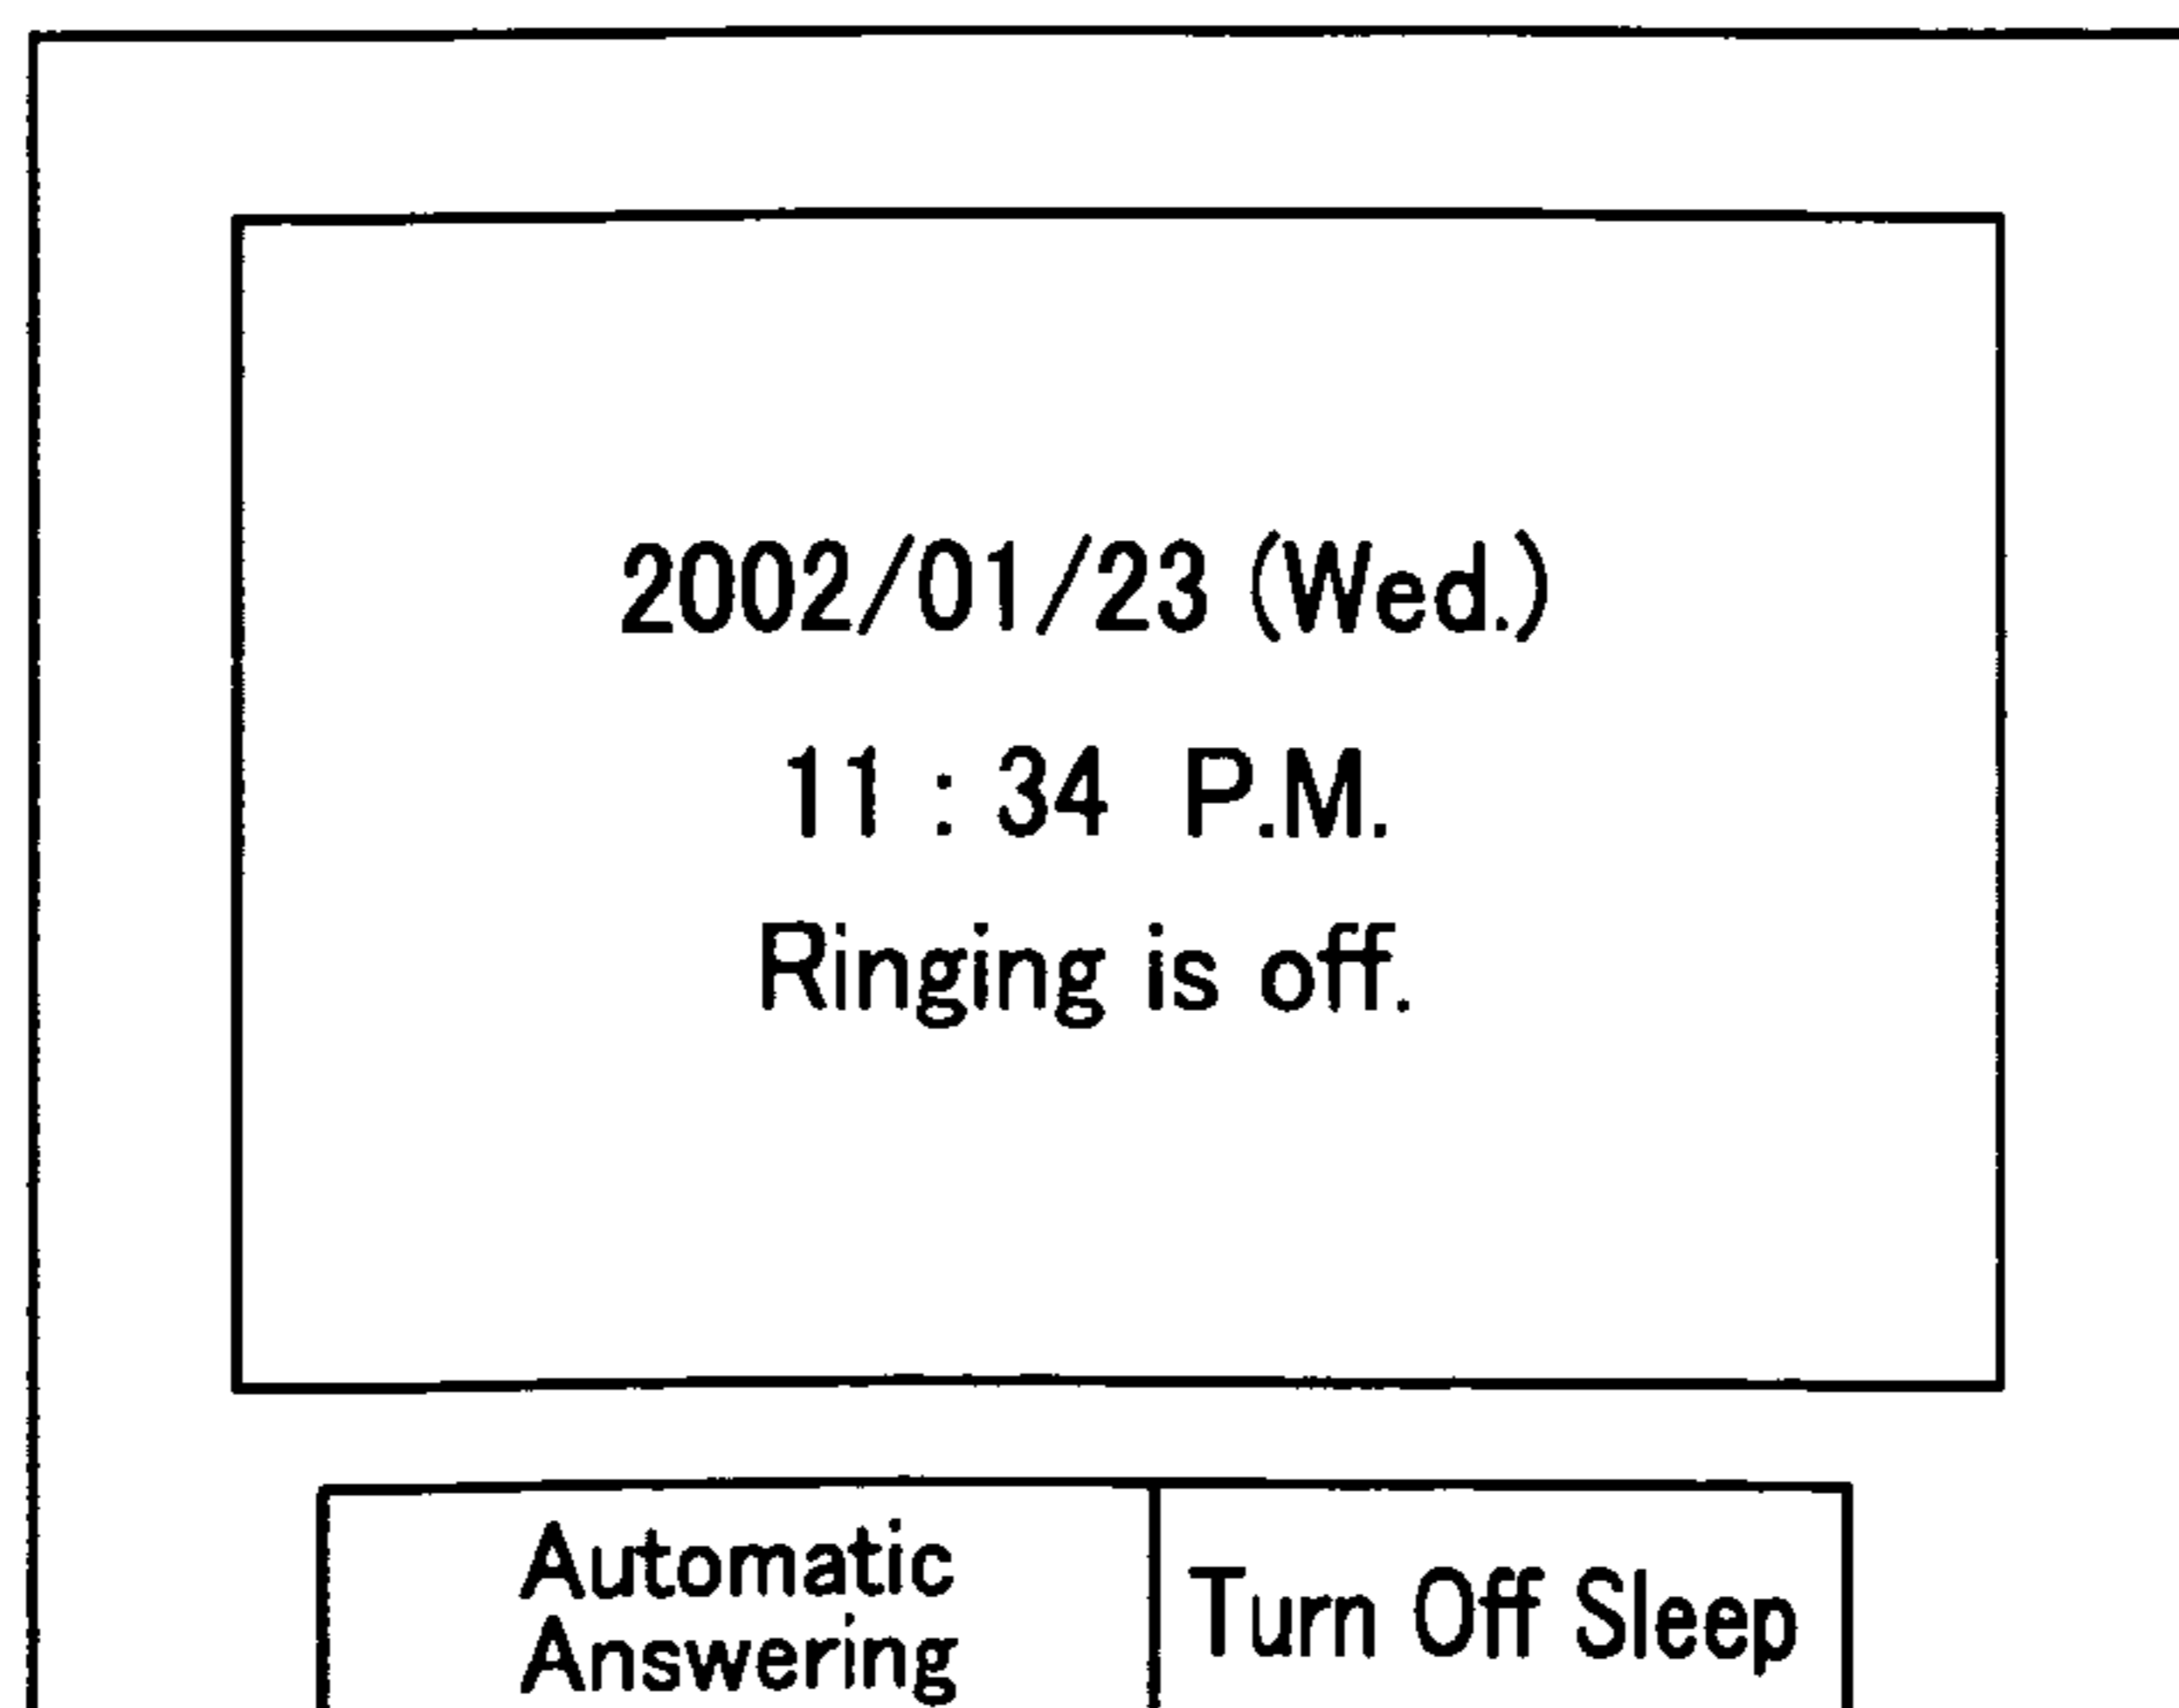 2002/01/23 (Wed.)
11 : 34 P.M.
Ringing is off.
Automatic
Answering
Turn Off Sleep